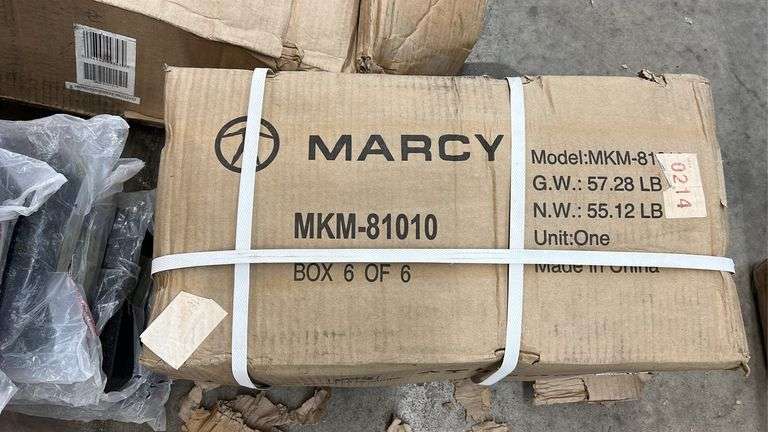 MARCY
MKM-81010
BOX 6 OF 6
Model:MKM-81
G.W.: 57.28 LB
N.W.: 55.12 LB
Unit:One
Made in China
0214